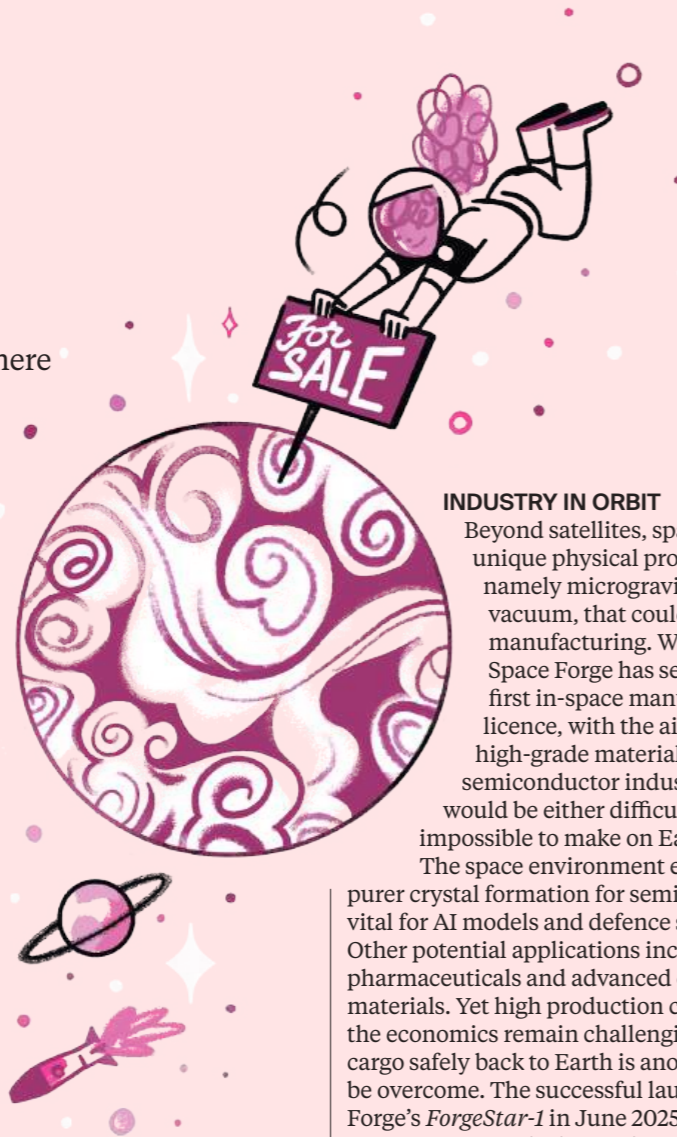 here
For
SALE
INDUSTRY IN ORBIT
Beyond satellites, spa
unique physical pro
namely microgravi
vacuum, that coul
manufacturing. W
Space Forge has se
first in-space man
licence, with the ai
high-grade material
semiconductor indus
would be either difficu
impossible to make on Ea
The space environment e
purer crystal formation for semi
vital for AI models and defence s
Other potential applications inc
pharmaceuticals and advanced
materials. Yet high production c
the economics remain challengi
cargo safely back to Earth is ano
be overcome. The successful lau
Forge's ForgeStar-1 in June 2025